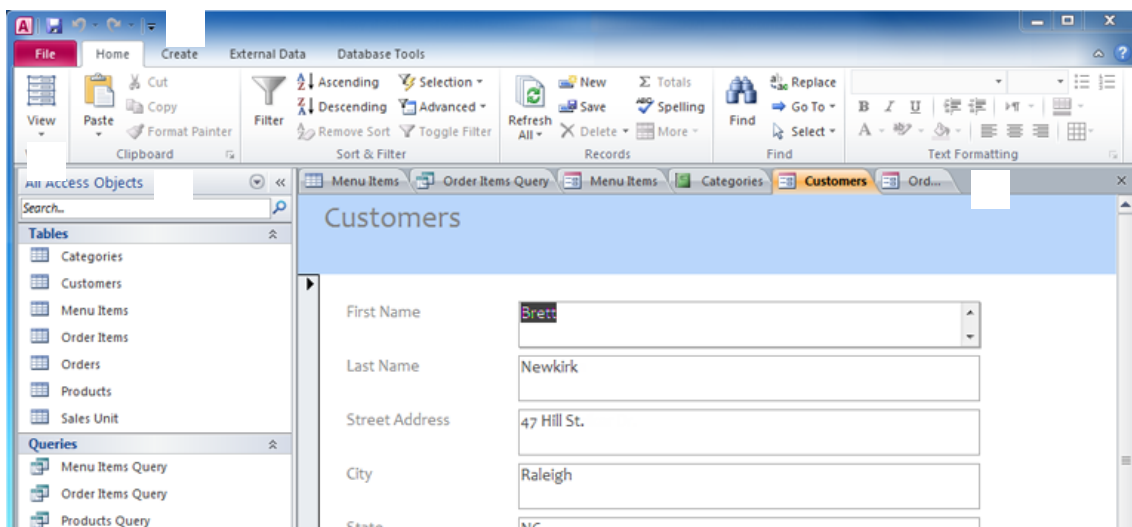 File Home Create External Data Database Tools
Cut Ascending Selection New Totals Replace
Copy Descending Advanced Save Spelling Go To
View Paste Format Painter Filter Remove Sort Toggle Filter Refresh All Delete More Find Select
Clipboard Sort & Filter Records Find Text Formatting
All Access Objects Menu Items Order Items Query Menu Items Categories Customers Ord...
Search...
Customers
Tables
Categories
Customers
Menu Items
Order Items
Orders
Products
Sales Unit
Queries
Menu Items Query
Order Items Query
Products Query
First Name Brett
Last Name Newkirk
Street Address 47 Hill St.
City Raleigh
State NC